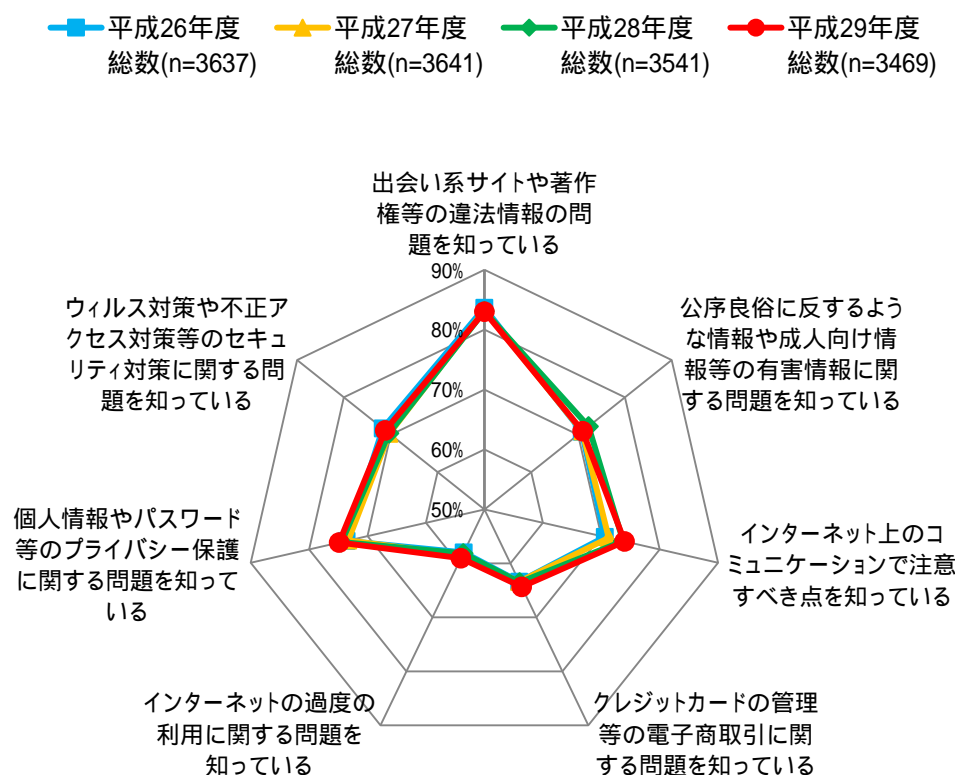 平成26年度
総数(n=3637)
平成27年度
総数(n=3641)
平成28年度
総数(n=3541)
平成29年度
総数(n=3469)
出会い系サイトや著作
権等の違法情報の問
題を知っている
90%
80%
70%
60%
50%
公序良俗に反するよう
な情報や成人向け情
報等の有害情報に関
する問題を知っている
インターネット上のコ
ミュニケーションで注意
すべき点を知っている
クレジットカードの管理
等の電子商取引に関
する問題を知っている
インターネットの過度の
利用に関する問題を
知っている
個人情報やパスワード
等のプライバシー保護
に関する問題を知って
いる
ウィルス対策や不正ア
クセス対策等のセキュ
リティ対策に関する問
題を知っている